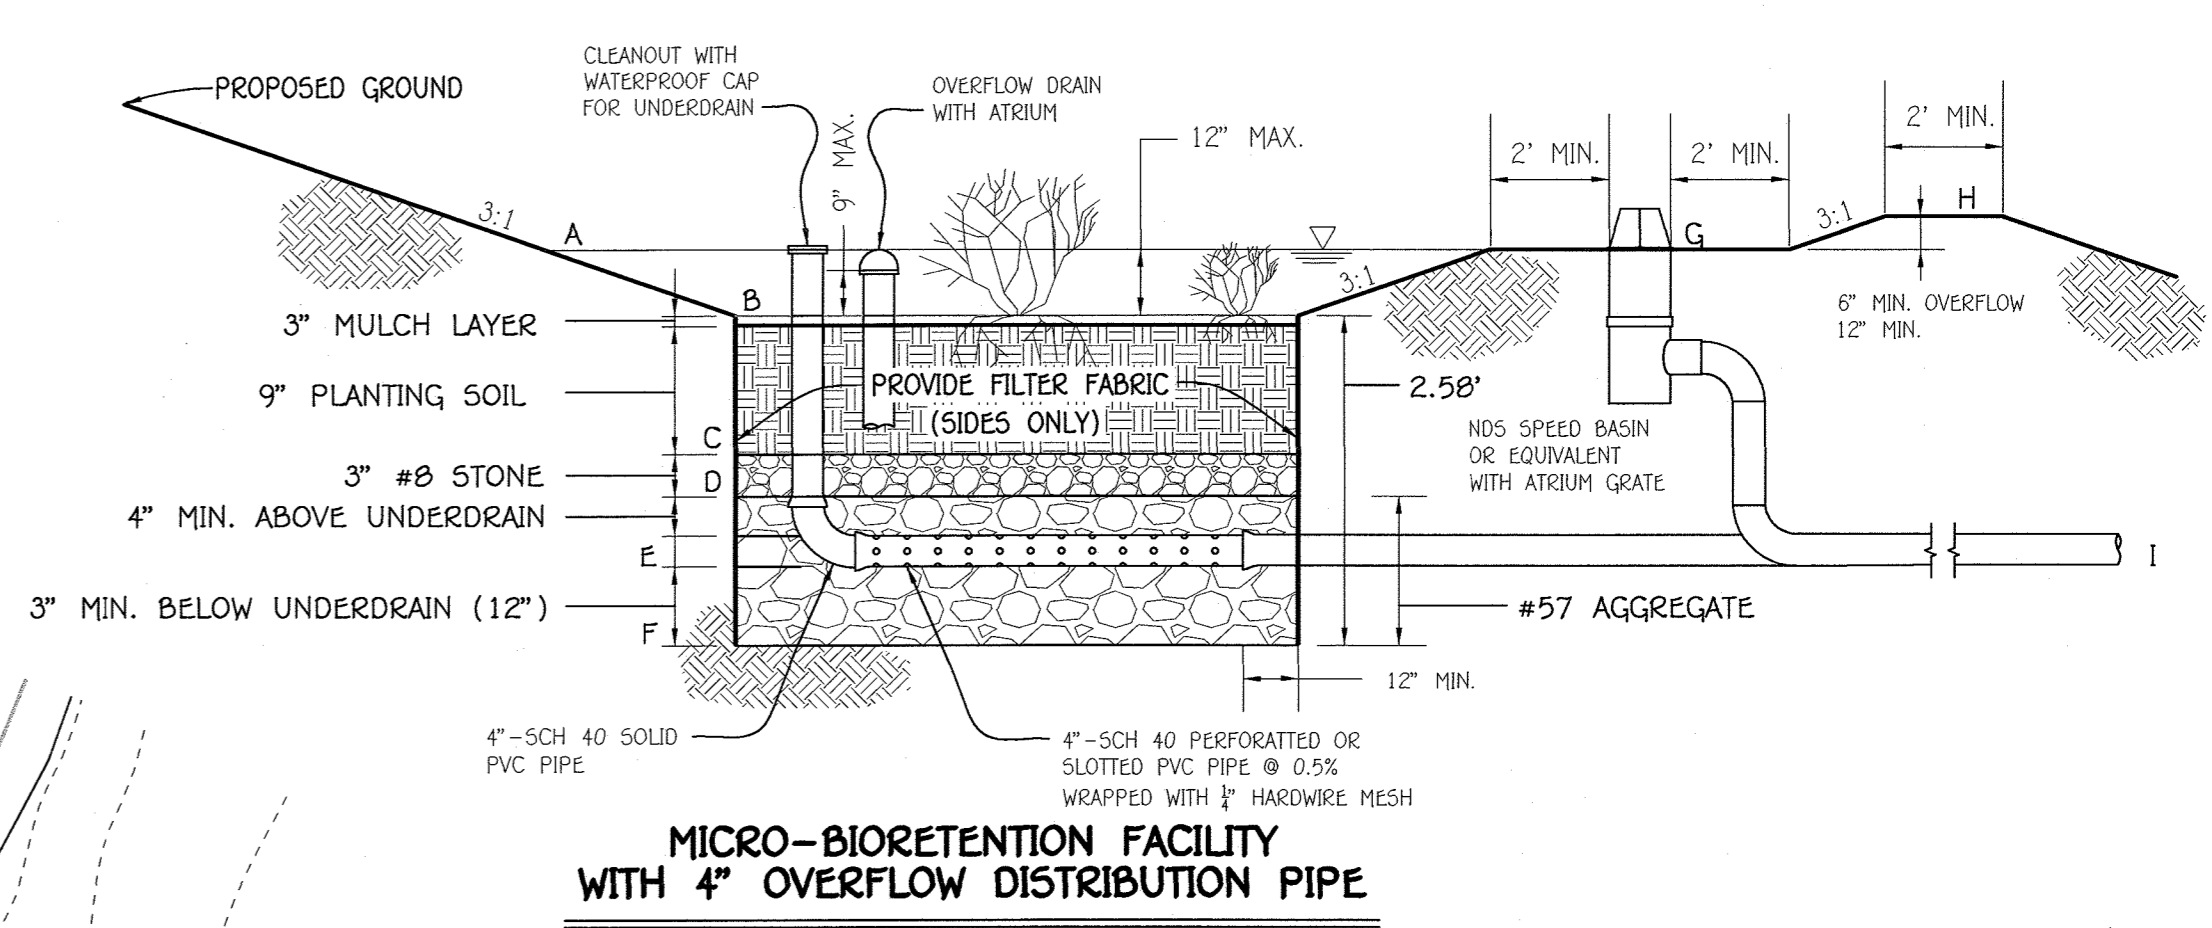 PROPOSED GROUND
CLEANOUT WITH
WATERPROOF CAP
FOR UNDERDRAIN
9" MAX.
OVERFLOW DRAIN
WITH ATRIUM
12" MAX.
2' MIN.
2' MIN.
2' MIN.
3:1
A
B
3:1
G
3:1
H
6" MIN. OVERFLOW
12" MIN.
3" MULCH LAYER
9" PLANTING SOIL
PROVIDE FILTER FABRIC
(SIDES ONLY)
2.58'
C
3" #8 STONE
D
NDS SPEED BASIN
OR EQUIVALENT
WITH ATRIUM GRATE
4" MIN. ABOVE UNDERDRAIN
E
I
3" MIN. BELOW UNDERDRAIN (12")
F
#57 AGGREGATE
12" MIN.
4"-SCH 40 SOLID
PVC PIPE
4"-SCH 40 PERFORATTED OR
SLOTTED PVC PIPE @ 0.5%
WRAPPED WITH 1/4" HARDWIRE MESH
MICRO-BIORETENTION FACILITY
WITH 4" OVERFLOW DISTRIBUTION PIPE